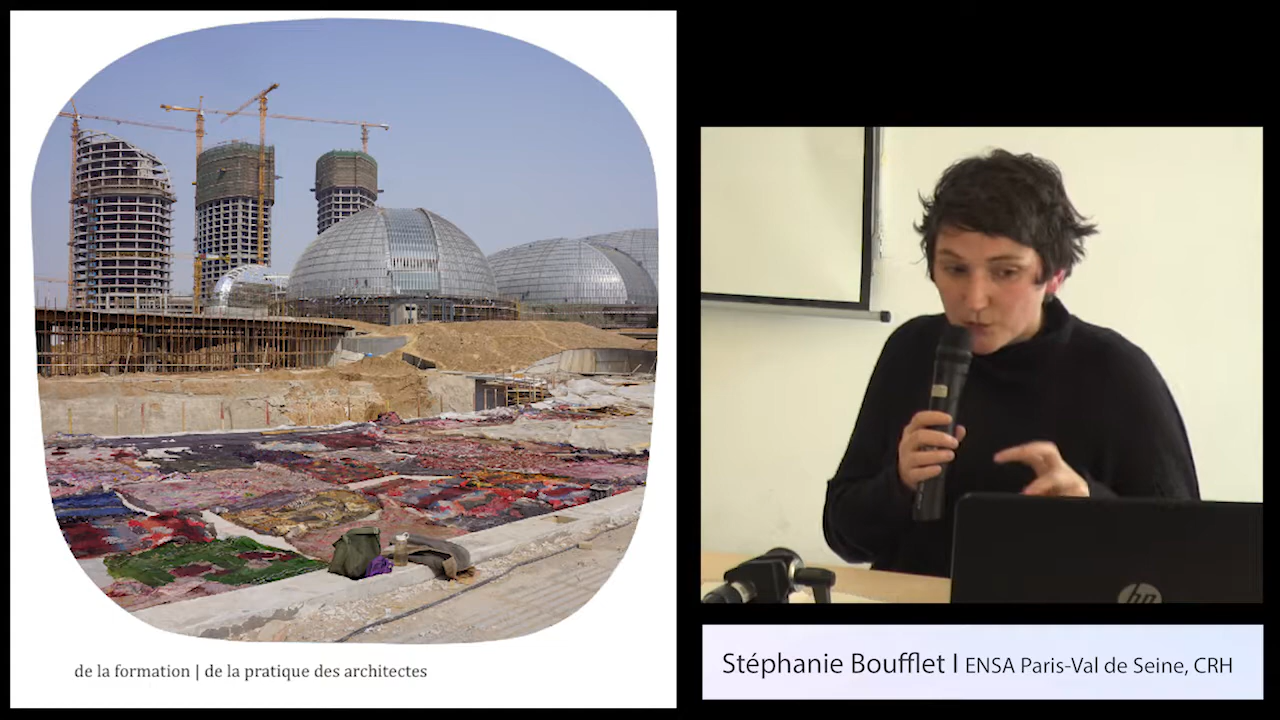 de la formation | de la pratique des architectes
hp
Stéphanie Boufflet I ENSA Paris-Val de Seine, CRH